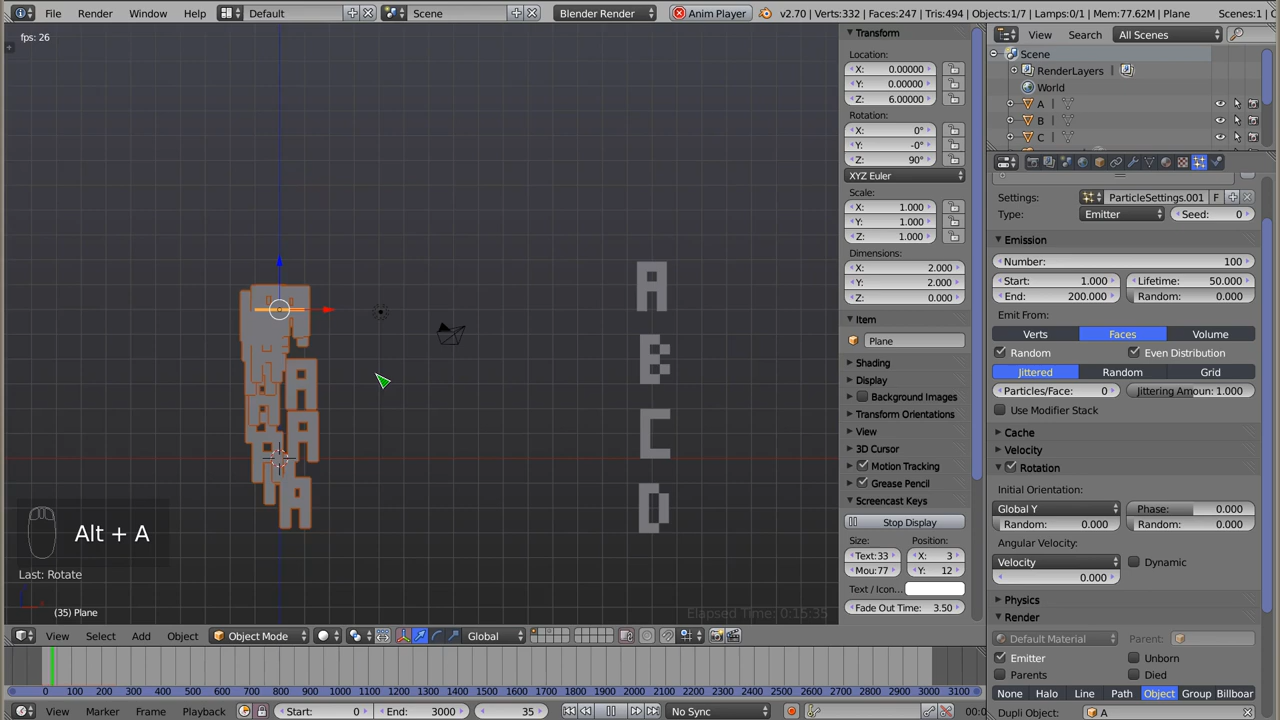 File Render Window Help Default Scene Blender Render Anim Player v2.70 | Verts:332 | Faces:247 | Tris:494 | Objects:1/7 | Lamps:0/1 | Mem:77.62M | Plane Scenes:1
fps: 26
Transform
Location:
X: 0.00000
Y: 0.00000
Z: 6.00000
Rotation:
X: 0°
Y: -0°
Z: 90°
XYZ Euler
Scale:
X: 1.000
Y: 1.000
Z: 1.000
Dimensions:
X: 2.000
Y: 2.000
Z: 0.000
Item
Plane
Shading
Display
Background Images
Transform Orientations
View
3D Cursor
Motion Tracking
Grease Pencil
Screencast Keys
Stop Display
Size: Position:
Text:33 X: 3
Mou:77 Y: 12
Text / Icon...
Fade Out Time: 3.50
View Search All Scenes
Scene
RenderLayers |
World
A |
B |
C |
Settings: ParticleSettings.001 F
Type: Emitter Seed: 0
Emission
Number: 100
Start: 1.000 Lifetime: 50.000
End: 200.000 Random: 0.000
Emit From:
Verts Faces Volume
Random Even Distribution
Jittered Random Grid
Particles/Face: 0 Jittering Amoun: 1.000
Use Modifier Stack
Cache
Velocity
Rotation
Initial Orientation:
Global Y Phase: 0.000
Random: 0.000 Random: 0.000
Angular Velocity:
Velocity Dynamic
0.000
Physics
Render
Default Material Parent:
Emitter Unborn
Parents Died
None Halo Line Path Object Group Billboar
Dupli Object: A
A
B
C
D
A
A
A
Alt + A
Last: Rotate
(35) Plane
Elapsed Time: 0:15:35
View Select Add Object Object Mode Global
0 100 200 300 400 500 600 700 800 900 1000 1100 1200 1300 1400 1500 1600 1700 1800 1900 2000 2100 2200 2300 2400 2500 2600 2700 2800 2900 3000 3100
View Marker Frame Playback Start: 0 End: 3000 35 No Sync